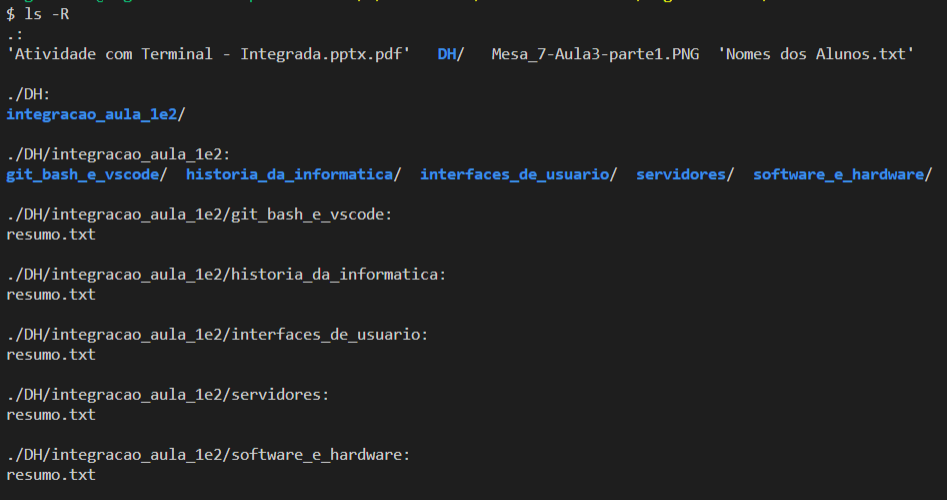 $ ls -R
.:
'Atividade com Terminal - Integrada.pptx.pdf'   DH/   Mesa_7-Aula3-parte1.PNG  'Nomes dos Alunos.txt'

./DH:
integracao_aula_1e2/

./DH/integracao_aula_1e2:
git_bash_e_vscode/  historia_da_informatica/  interfaces_de_usuario/  servidores/  software_e_hardware/

./DH/integracao_aula_1e2/git_bash_e_vscode:
resumo.txt

./DH/integracao_aula_1e2/historia_da_informatica:
resumo.txt

./DH/integracao_aula_1e2/interfaces_de_usuario:
resumo.txt

./DH/integracao_aula_1e2/servidores:
resumo.txt

./DH/integracao_aula_1e2/software_e_hardware:
resumo.txt